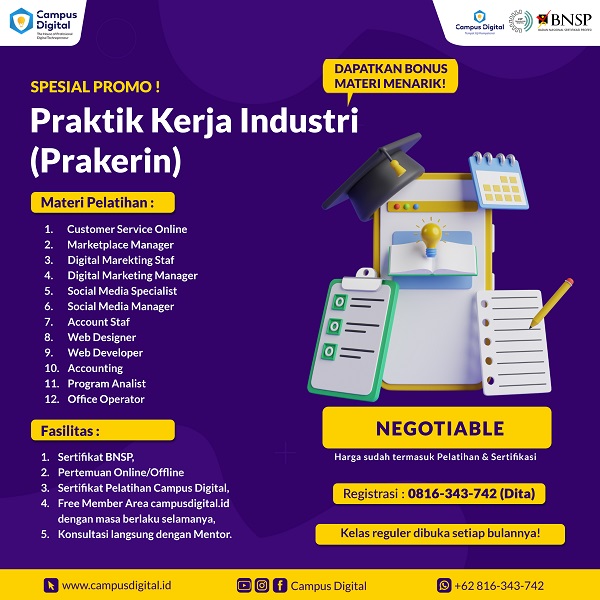 Campus
Digital
The House of Professional
Digital Technopreneur
Campus Digital
BNSP
BADAN NASIONAL SERTIFIKASI PROFESI
SPESIAL PROMO !
DAPATKAN BONUS
MATERI MENARIK!
Praktik Kerja Industri
(Prakerin)
Materi Pelatihan :
1. Customer Service Online
2. Marketplace Manager
3. Digital Marekting Staf
4. Digital Marketing Manager
5. Social Media Specialist
6. Social Media Manager
7. Account Staf
8. Web Designer
9. Web Developer
10. Accounting
11. Program Analist
12. Office Operator
Fasilitas :
1. Sertifikat BNSP,
2. Pertemuan Online/Offline
3. Sertifikat Pelatihan Campus Digital,
4. Free Member Area campusdigital.id
dengan masa berlaku selamanya,
5. Konsultasi langsung dengan Mentor.
NEGOTIABLE
Harga sudah termasuk Pelatihan & Sertifikasi
Registrasi : 0816-343-742 (Dita)
Kelas reguler dibuka setiap bulannya!
www.campusdigital.id
Campus Digital
+62 816-343-742